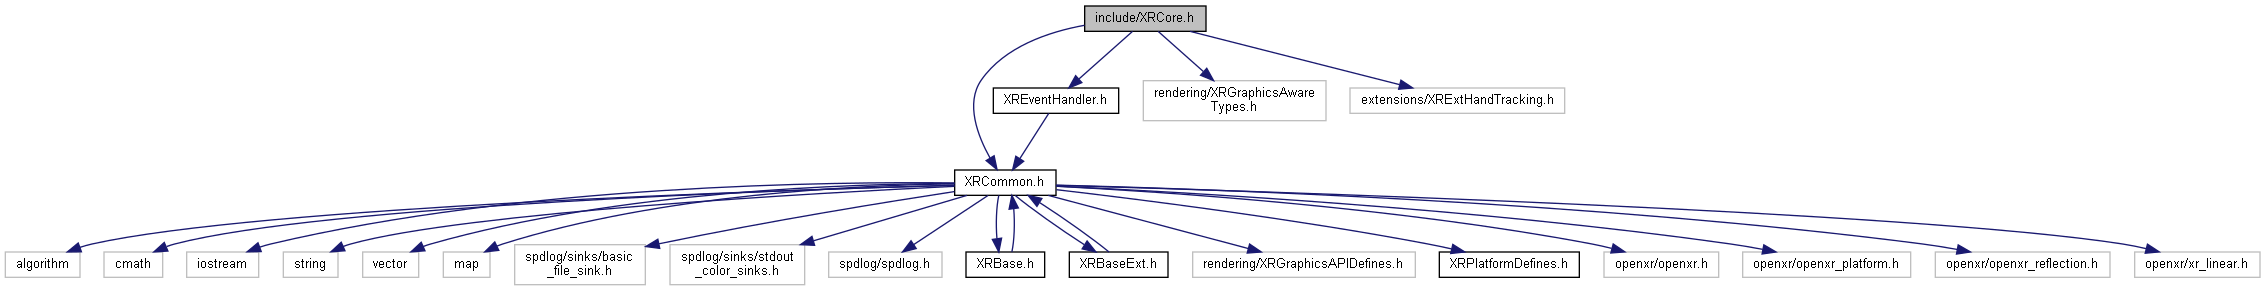 include/XRCore.h
XREventHandler.h
rendering/XRGraphicsAware
Types.h
extensions/XRExtHandTracking.h
XRCommon.h
algorithm
cmath
iostream
string
vector
map
spdlog/sinks/basic
_file_sink.h
spdlog/sinks/stdout
_color_sinks.h
spdlog/spdlog.h
XRBase.h
XRBaseExt.h
rendering/XRGraphicsAPIDefines.h
XRPlatformDefines.h
openxr/openxr.h
openxr/openxr_platform.h
openxr/openxr_reflection.h
openxr/xr_linear.h